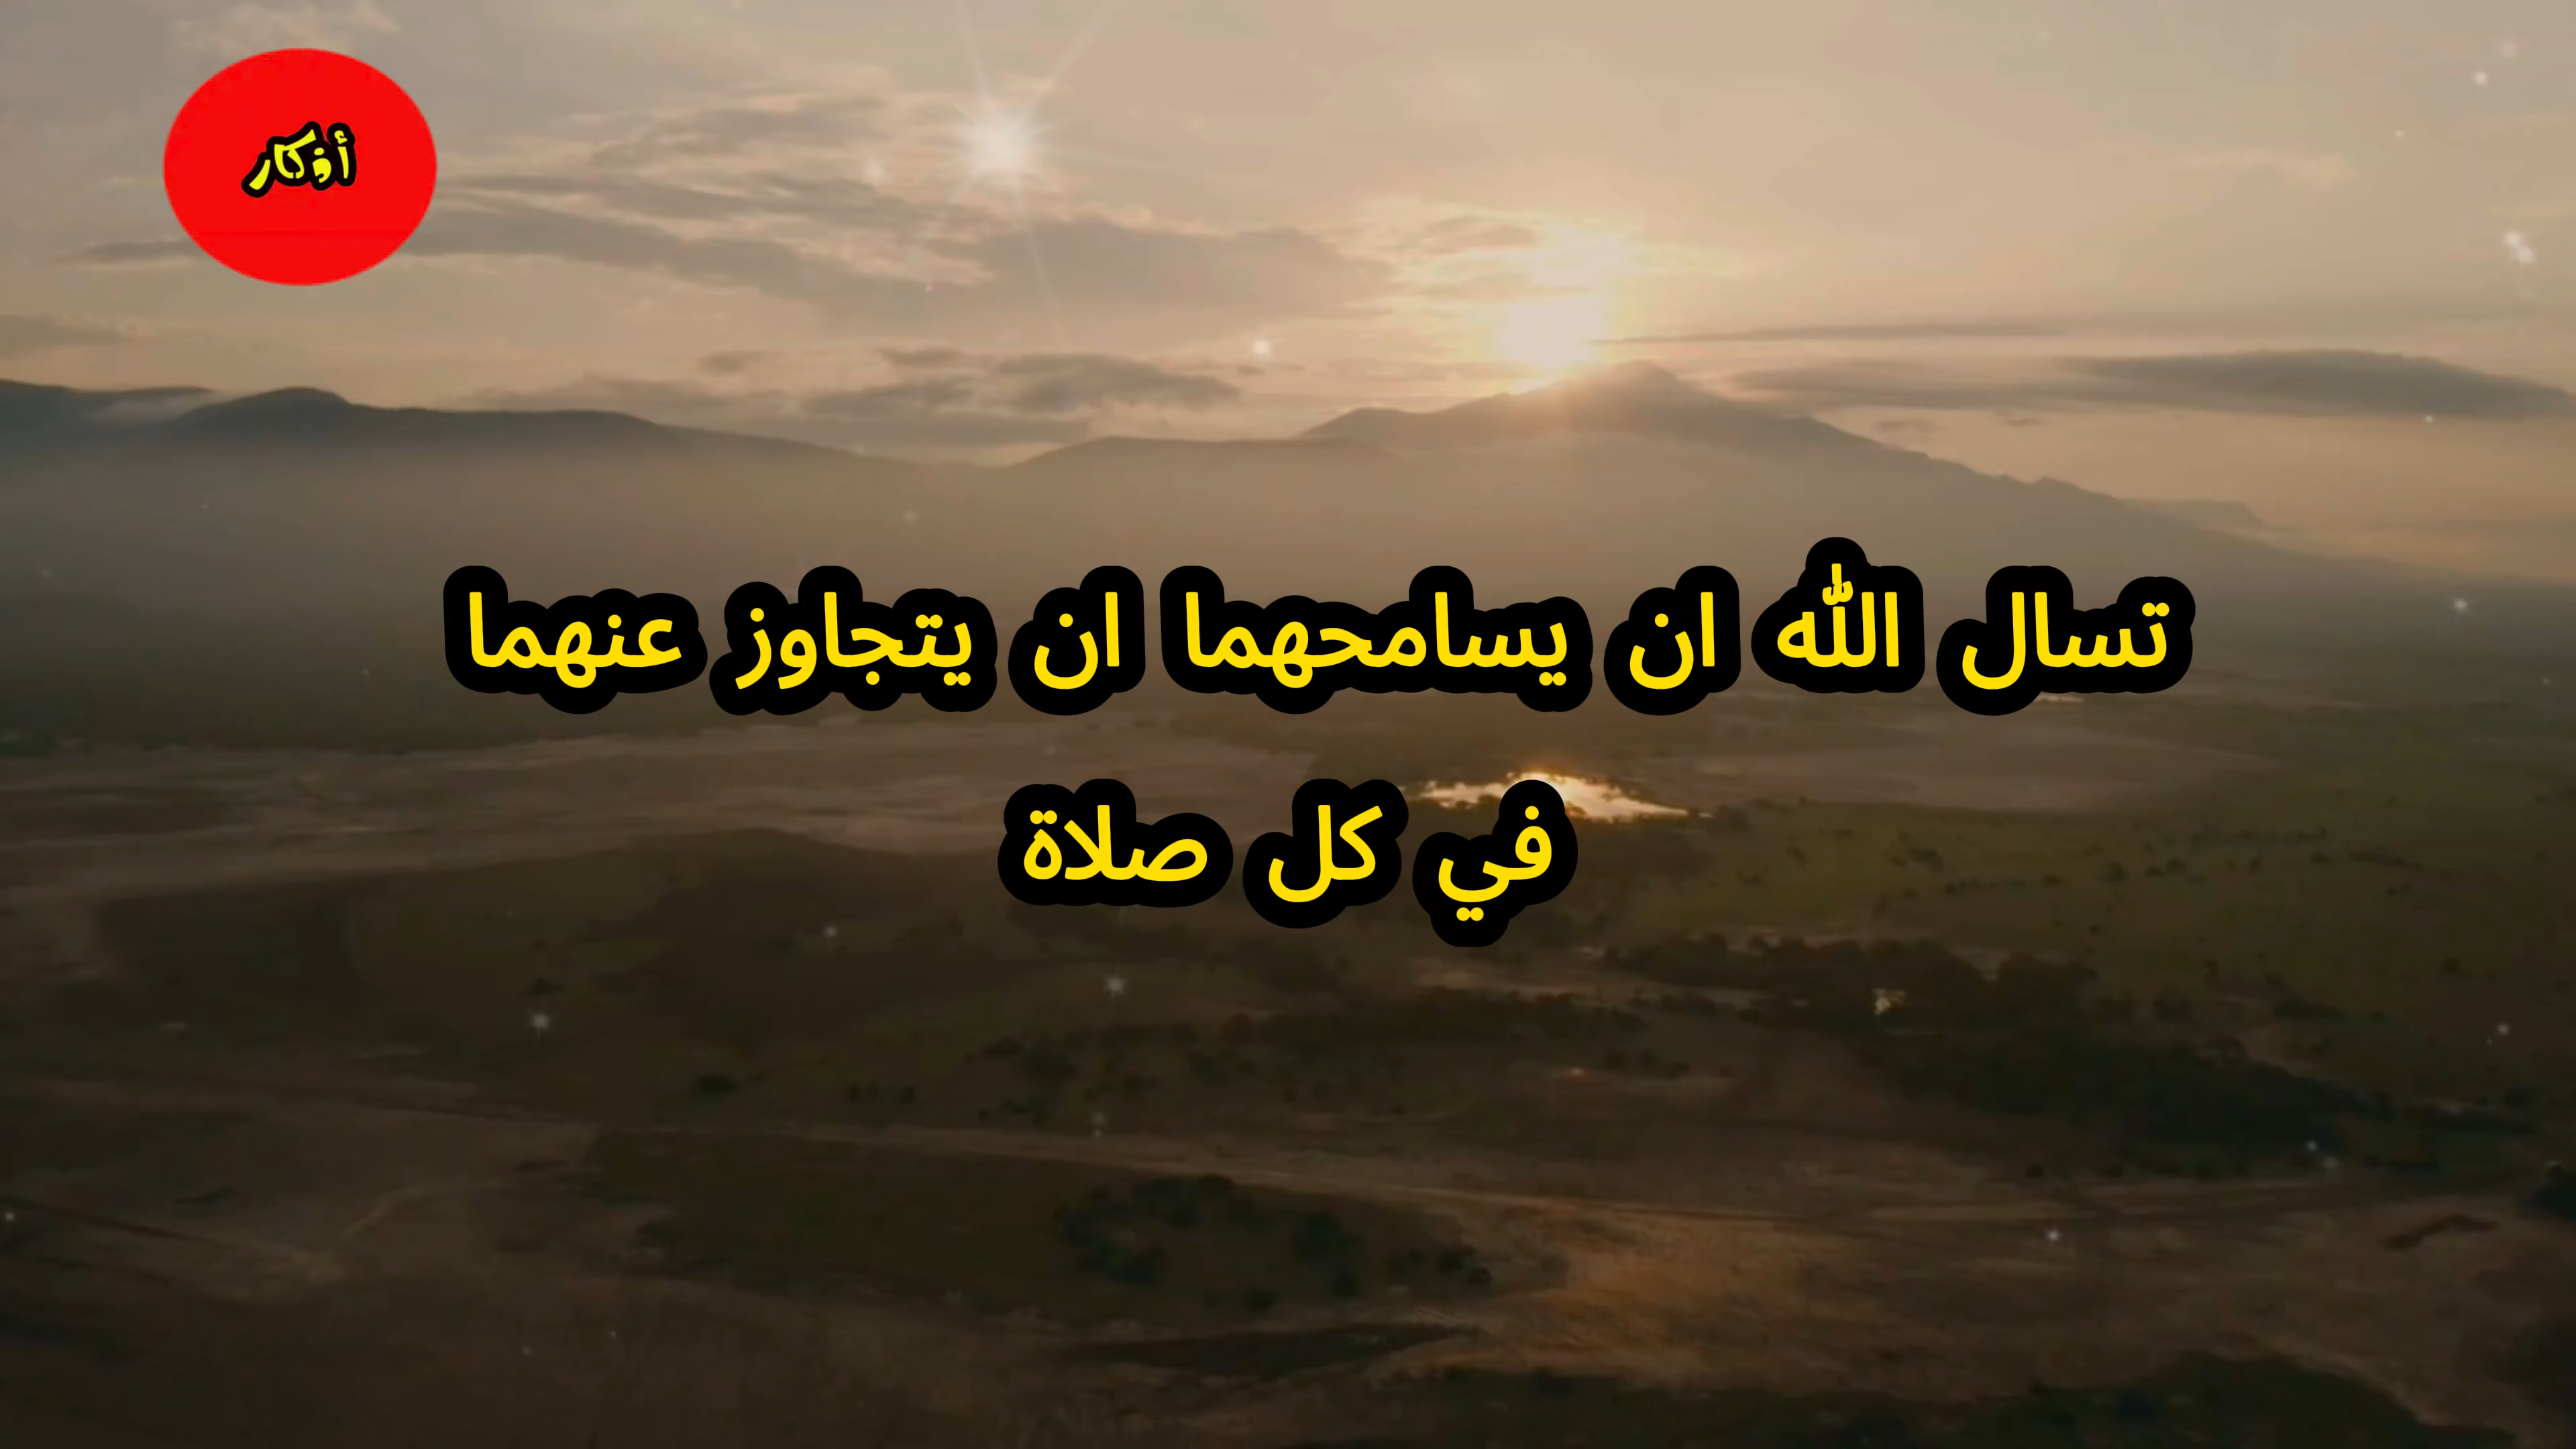 أذكار
تسال الله ان يسامحهما ان يتجاوز عنهما
في كل صلاة